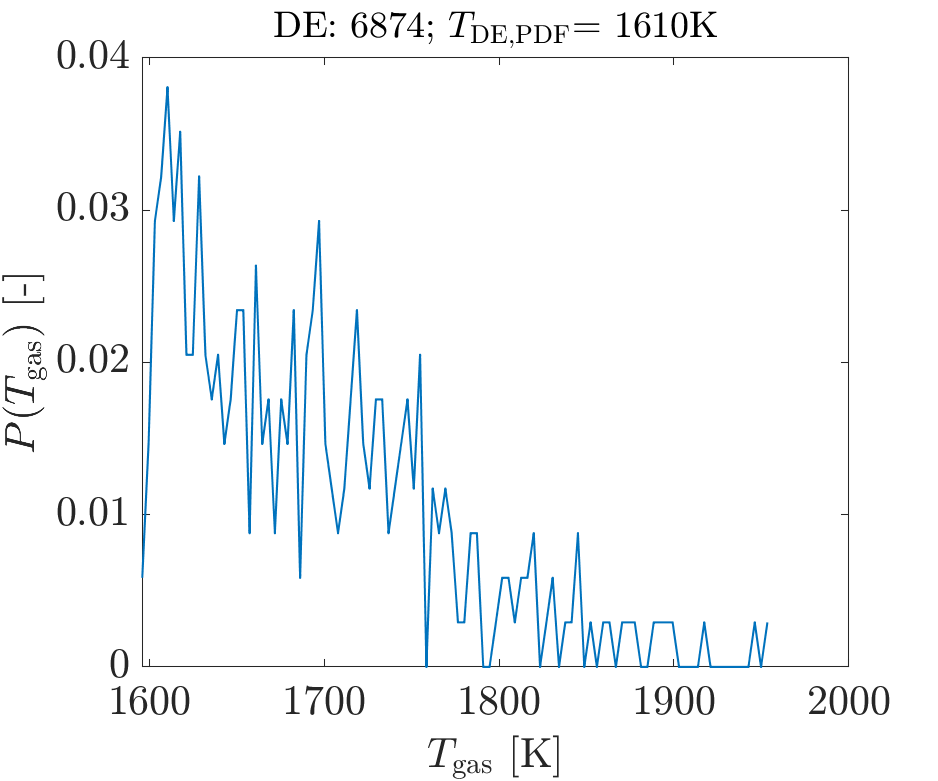 DE: 6874; T_DE,PDF= 1610K
0.04
0.03
0.02
0.01
0
P(T_gas) [-]
1600 1700 1800 1900 2000
T_gas [K]